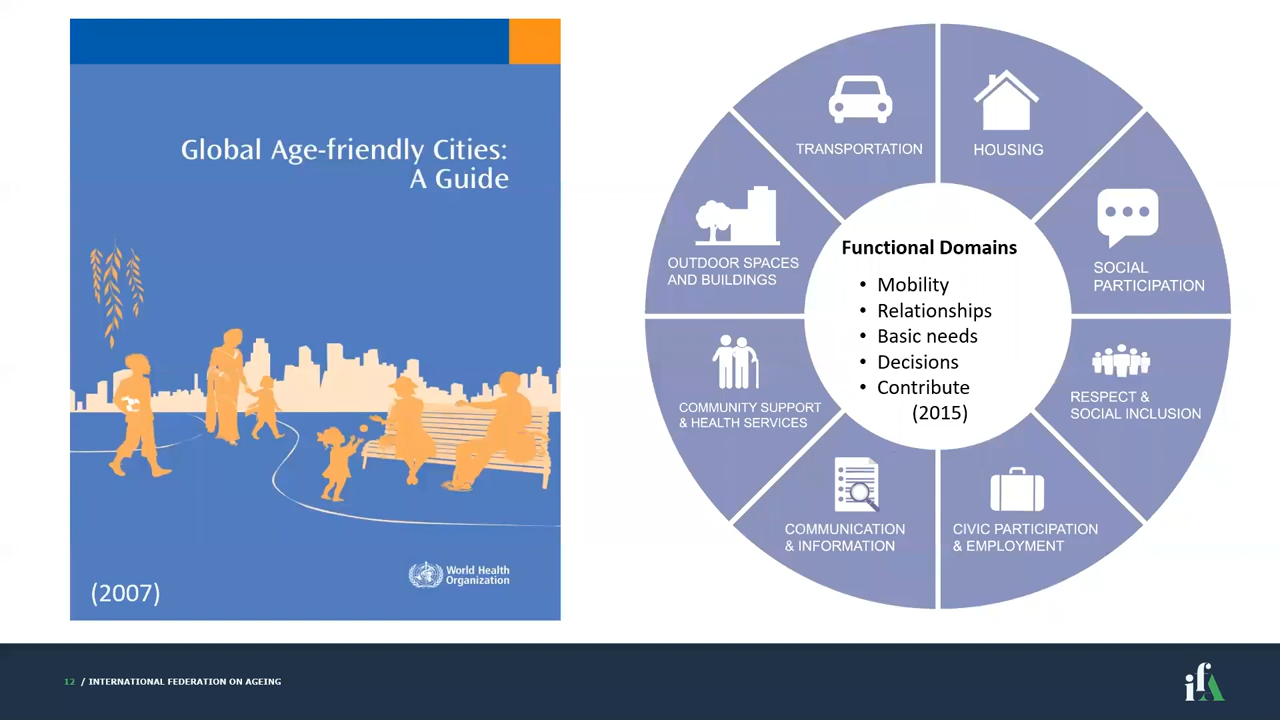 Global Age-friendly Cities:
A Guide
World Health
Organization
(2007)
TRANSPORTATION
HOUSING
OUTDOOR SPACES
AND BUILDINGS
SOCIAL
PARTICIPATION
Functional Domains
• Mobility
• Relationships
• Basic needs
• Decisions
• Contribute
(2015)
COMMUNITY SUPPORT
& HEALTH SERVICES
RESPECT &
SOCIAL INCLUSION
COMMUNICATION
& INFORMATION
CIVIC PARTICIPATION
& EMPLOYMENT
12 / INTERNATIONAL FEDERATION ON AGEING
ifA